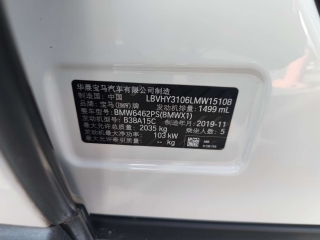 华晨宝马汽车有限公司制造
制造国：中国 LBVHY3106LMW15108
品牌：宝马(BMW)牌 发动机排量：1499 mL
整车型号：BMW6462PS(BMWX1)
发动机型号：B38A15C 制造年月：2019-11
最大允许总质量：2035 kg 乘坐人数：5
发动机最大净功率：103 kW
-- kg